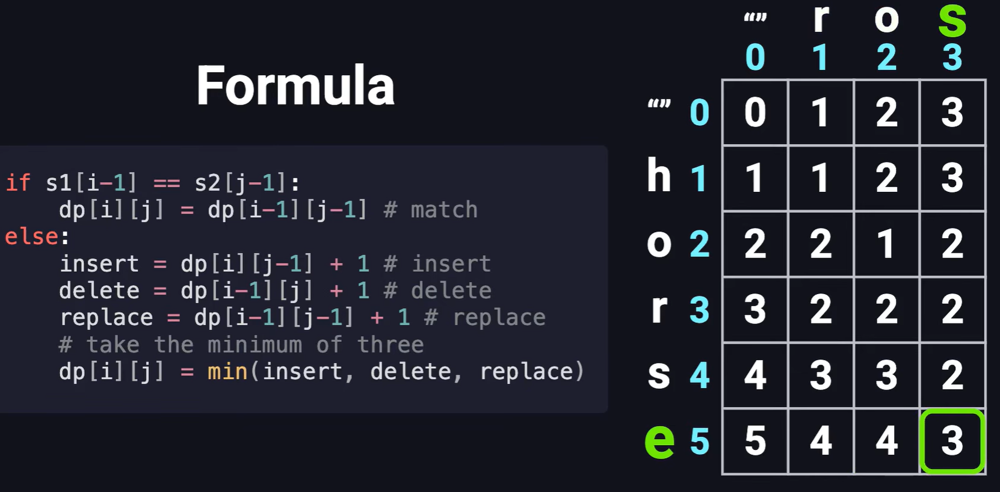 Formula
if s1[i-1] == s2[j-1]:
    dp[i][j] = dp[i-1][j-1] # match
else:
    insert = dp[i][j-1] + 1 # insert
    delete = dp[i-1][j] + 1 # delete
    replace = dp[i-1][j-1] + 1 # replace
    # take the minimum of three
    dp[i][j] = min(insert, delete, replace)
“” r o s
0 1 2 3
“” 0 0 1 2 3
h 1 1 1 2 3
o 2 2 2 1 2
r 3 3 2 2 2
s 4 4 3 3 2
e 5 5 4 4 3